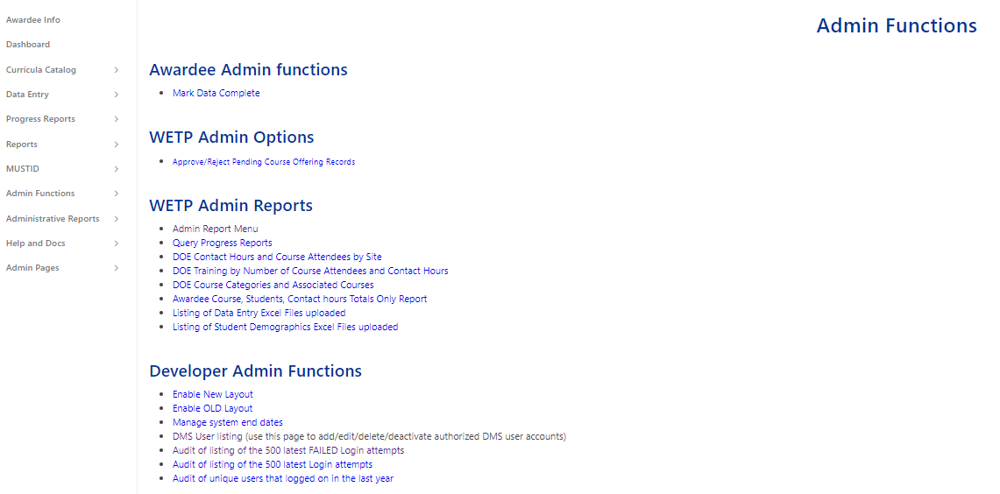 Awardee Info
Dashboard
Curricula Catalog
Data Entry
Progress Reports
Reports
MUSTID
Admin Functions
Administrative Reports
Help and Docs
Admin Pages
Admin Functions
Awardee Admin functions
Mark Data Complete
WETP Admin Options
Approve/Reject Pending Course Offering Records
WETP Admin Reports
Admin Report Menu
Query Progress Reports
DOE Contact Hours and Course Attendees by Site
DOE Training by Number of Course Attendees and Contact Hours
DOE Course Categories and Associated Courses
Awardee Course, Students, Contact hours Totals Only Report
Listing of Data Entry Excel Files uploaded
Listing of Student Demographics Excel Files uploaded
Developer Admin Functions
Enable New Layout
Enable OLD Layout
Manage system end dates
DMS User listing (use this page to add/edit/delete/deactivate authorized DMS user accounts)
Audit of listing of the 500 latest FAILED Login attempts
Audit of listing of the 500 latest Login attempts
Audit of unique users that logged on in the last year